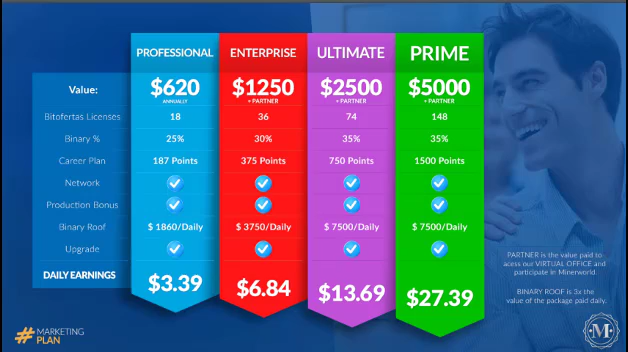 PROFESSIONAL ENTERPRISE ULTIMATE PRIME
Value: $620 $1250 $2500 $5000
ANNUALLY + PARTNER + PARTNER + PARTNER
Bitofertas Licenses 18 36 74 148
Binary % 25% 30% 35% 35%
Career Plan 187 Points 375 Points 750 Points 1500 Points
Network
Production Bonus
Binary Roof $ 1860/Daily $ 3750/Daily $ 7500/Daily $ 7500/Daily
Upgrade
DAILY EARNINGS $3.39 $6.84 $13.69 $27.39
PARTNER is the value paid to
acess our VIRTUAL OFFICE and
participate in Minerworld.
BINARY ROOF is 3x the
value of the package paid daily.
# MARKETING
PLAN
M